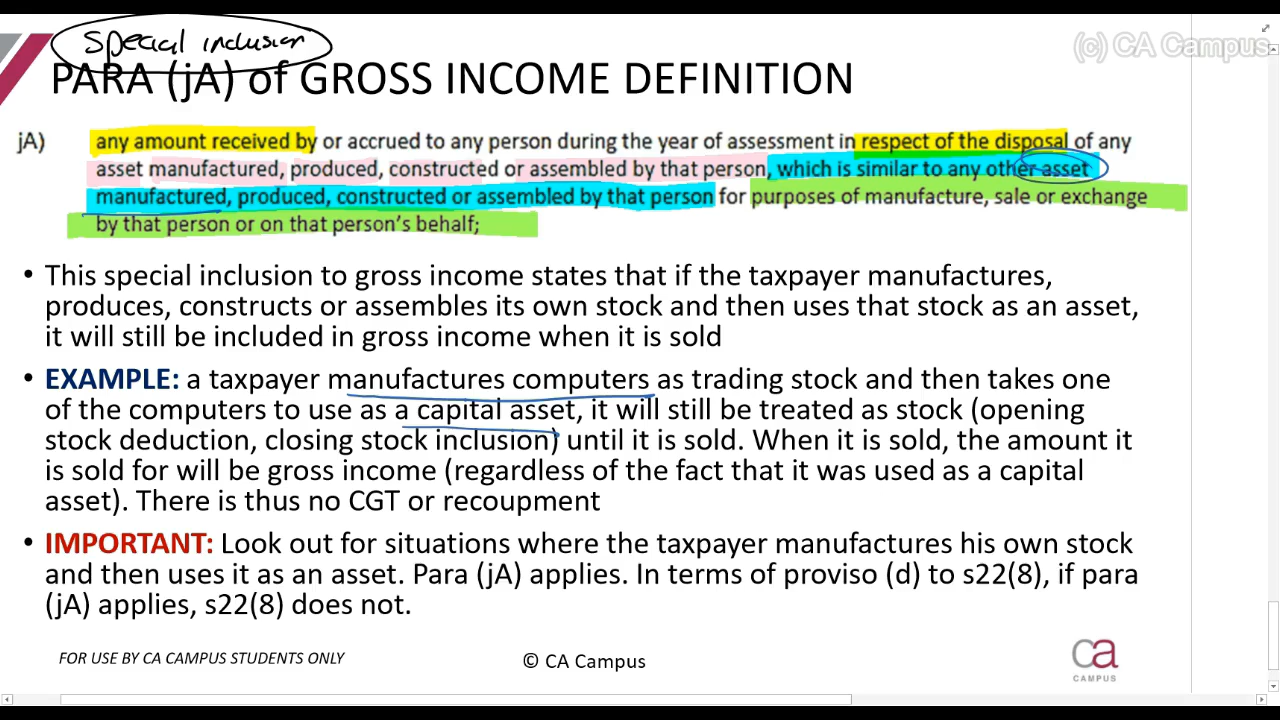 special inclusion
(c) CA Campus
PARA (jA) of GROSS INCOME DEFINITION
jA) any amount received by or accrued to any person during the year of assessment in respect of the disposal of any
asset manufactured, produced, constructed or assembled by that person, which is similar to any other asset
manufactured, produced, constructed or assembled by that person for purposes of manufacture, sale or exchange
by that person or on that person's behalf;
• This special inclusion to gross income states that if the taxpayer manufactures,
produces, constructs or assembles its own stock and then uses that stock as an asset,
it will still be included in gross income when it is sold
• EXAMPLE: a taxpayer manufactures computers as trading stock and then takes one
of the computers to use as a capital asset, it will still be treated as stock (opening
stock deduction, closing stock inclusion) until it is sold. When it is sold, the amount it
is sold for will be gross income (regardless of the fact that it was used as a capital
asset). There is thus no CGT or recoupment
• IMPORTANT: Look out for situations where the taxpayer manufactures his own stock
and then uses it as an asset. Para (jA) applies. In terms of proviso (d) to s22(8), if para
(jA) applies, s22(8) does not.
FOR USE BY CA CAMPUS STUDENTS ONLY
© CA Campus
ca
CAMPUS